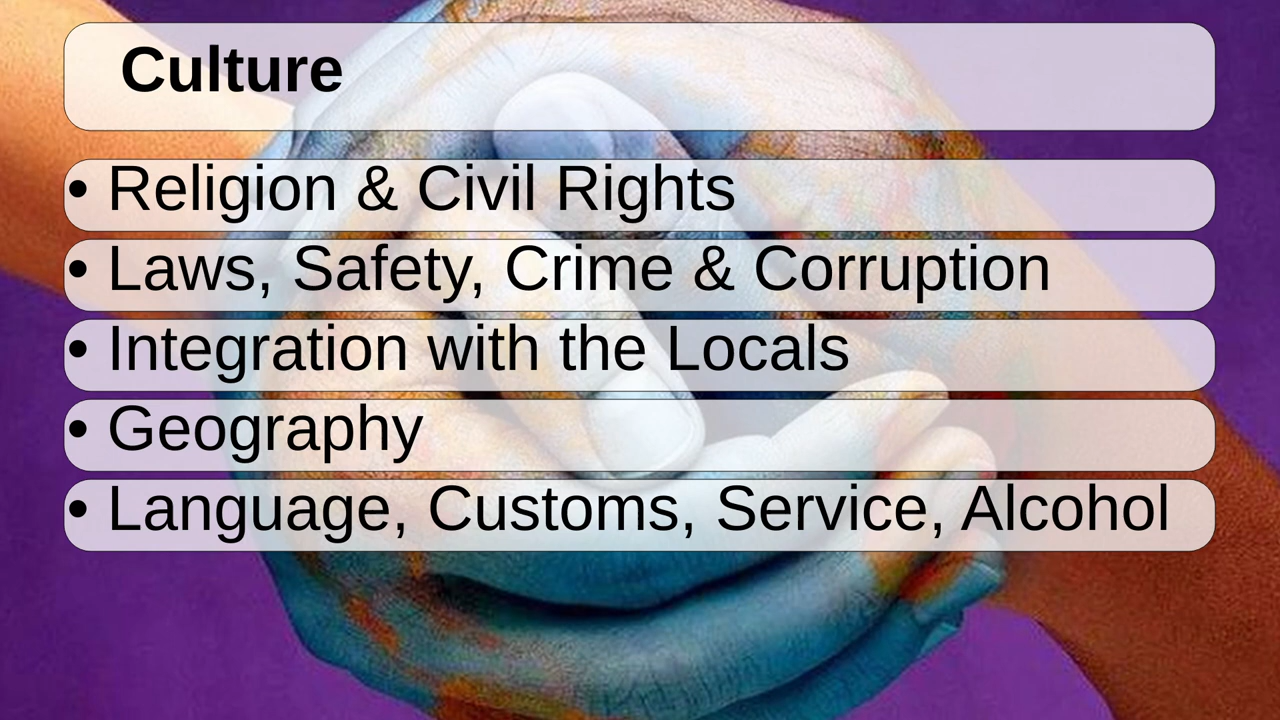 Culture
• Religion & Civil Rights
• Laws, Safety, Crime & Corruption
• Integration with the Locals
• Geography
• Language, Customs, Service, Alcohol